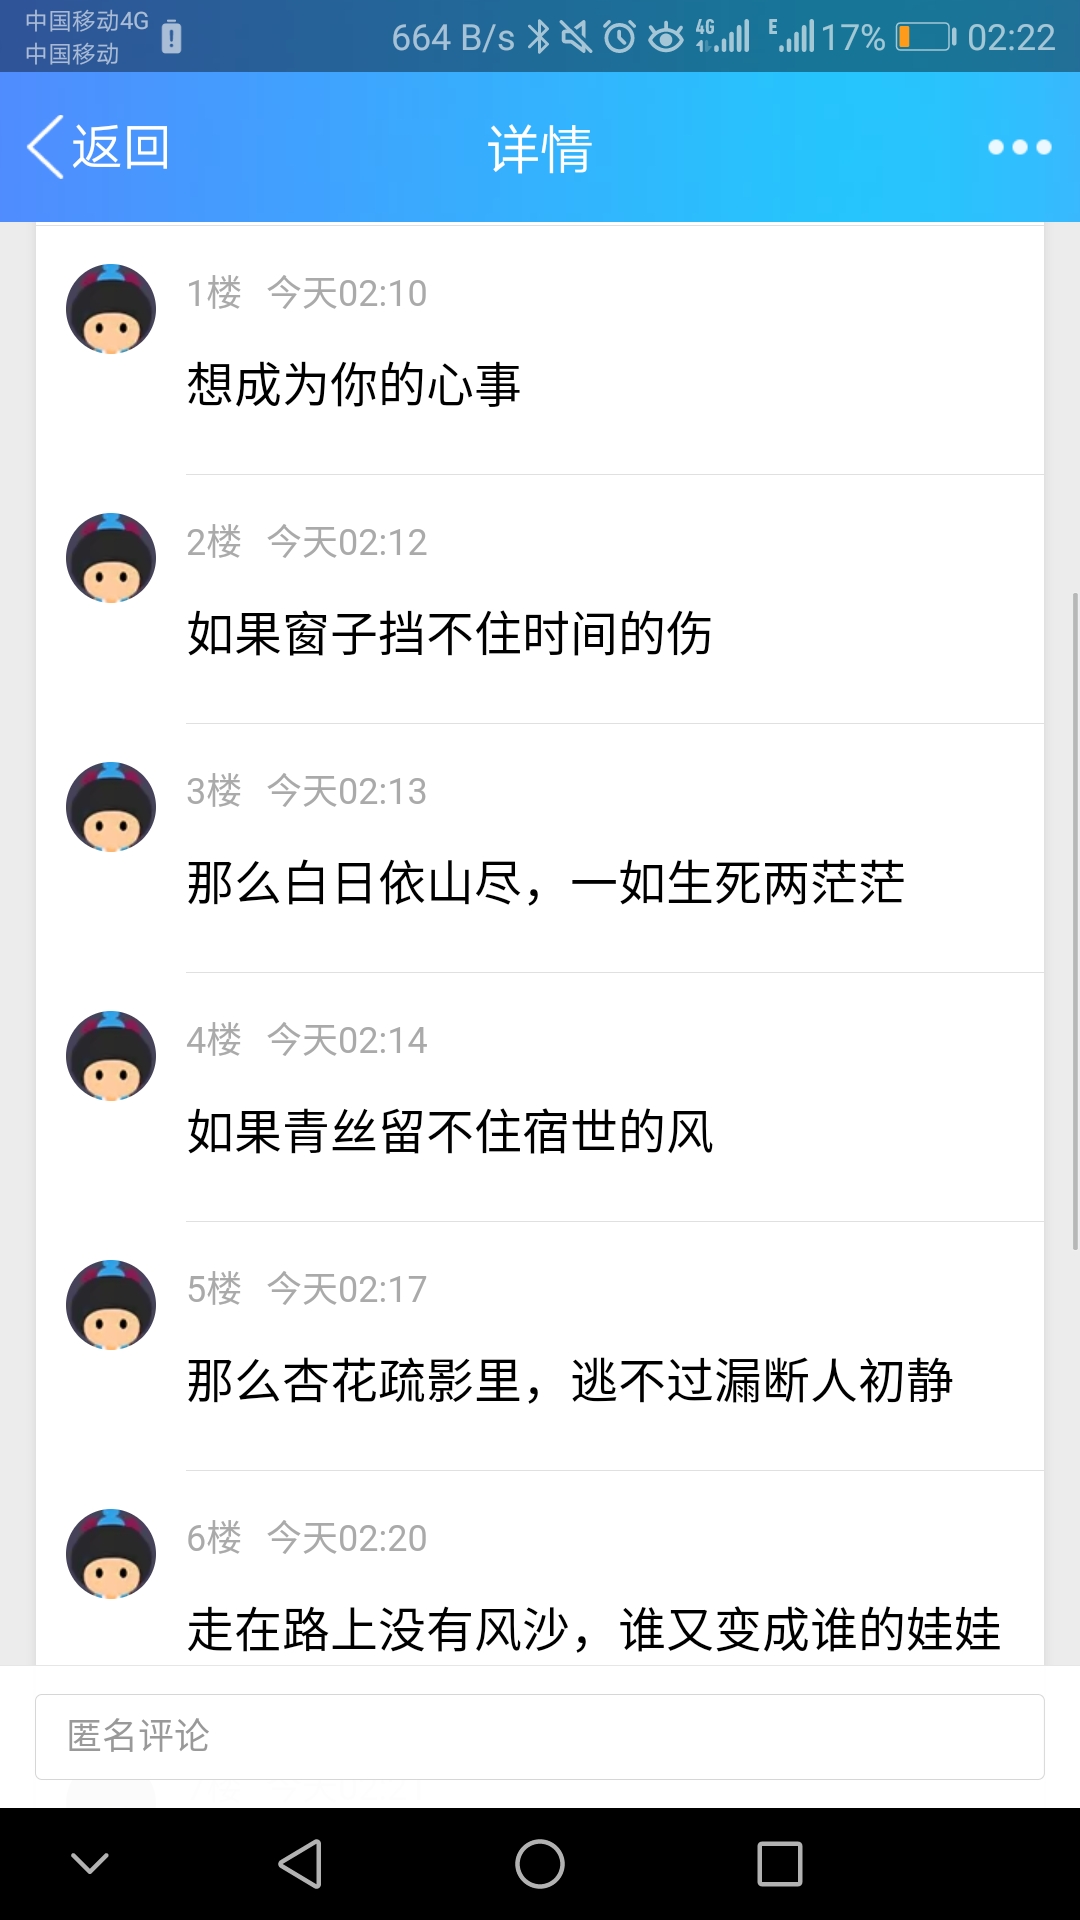 中国移动4G
中国移动
664 B/s 4G E 17% 02:22
返回 详情
1楼 今天02:10
想成为你的心事
2楼 今天02:12
如果窗子挡不住时间的伤
3楼 今天02:13
那么白日依山尽，一如生死两茫茫
4楼 今天02:14
如果青丝留不住宿世的风
5楼 今天02:17
那么杏花疏影里，逃不过漏断人初静
6楼 今天02:20
走在路上没有风沙，谁又变成谁的娃娃
匿名评论